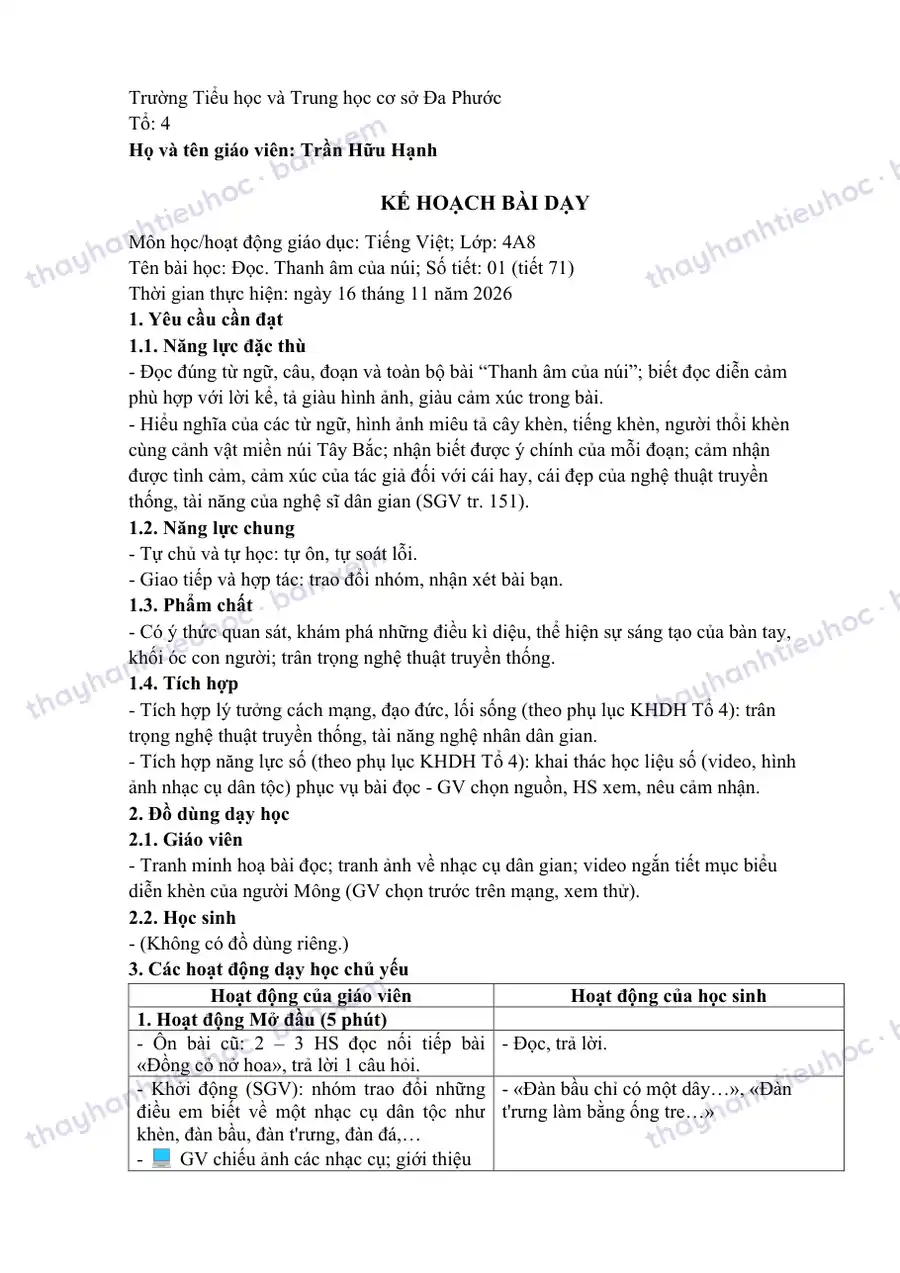 Trường Tiểu học và Trung học cơ sở Đa Phước
Tổ: 4
Họ và tên giáo viên: Trần Hữu Hạnh
KẾ HOẠCH BÀI DẠY
Môn học/hoạt động giáo dục: Tiếng Việt; Lớp: 4A8
Tên bài học: Đọc. Thanh âm của núi; Số tiết: 01 (tiết 71)
Thời gian thực hiện: ngày 16 tháng 11 năm 2026
1. Yêu cầu cần đạt
1.1. Năng lực đặc thù
- Đọc đúng từ ngữ, câu, đoạn và toàn bộ bài “Thanh âm của núi”; biết đọc diễn cảm
phù hợp với lời kể, tả giàu hình ảnh, giàu cảm xúc trong bài.
- Hiểu nghĩa của các từ ngữ, hình ảnh miêu tả cây khèn, tiếng khèn, người thổi khèn
cùng cảnh vật miền núi Tây Bắc; nhận biết được ý chính của mỗi đoạn; cảm nhận
được tình cảm, cảm xúc của tác giả đối với cái hay, cái đẹp của nghệ thuật truyền
thống, tài năng của nghệ sĩ dân gian (SGV tr. 151).
1.2. Năng lực chung
- Tự chủ và tự học: tự ôn, tự soát lỗi.
- Giao tiếp và hợp tác: trao đổi nhóm, nhận xét bài bạn.
1.3. Phẩm chất
- Có ý thức quan sát, khám phá những điều kì diệu, thể hiện sự sáng tạo của bàn tay,
khối óc con người; trân trọng nghệ thuật truyền thống.
1.4. Tích hợp
- Tích hợp lý tưởng cách mạng, đạo đức, lối sống (theo phụ lục KHDH Tổ 4): trân
trọng nghệ thuật truyền thống, tài năng nghệ nhân dân gian.
- Tích hợp năng lực số (theo phụ lục KHDH Tổ 4): khai thác học liệu số (video, hình
ảnh nhạc cụ dân tộc) phục vụ bài đọc - GV chọn nguồn, HS xem, nêu cảm nhận.
2. Đồ dùng dạy học
2.1. Giáo viên
- Tranh minh hoạ bài đọc; tranh ảnh về nhạc cụ dân gian; video ngắn tiết mục biểu
diễn khèn của người Mông (GV chọn trước trên mạng, xem thử).
2.2. Học sinh
- (Không có đồ dùng riêng.)
3. Các hoạt động dạy học chủ yếu
Hoạt động của giáo viên
Hoạt động của học sinh
1. Hoạt động Mở đầu (5 phút)
- Ôn bài cũ: 2 – 3 HS đọc nối tiếp bài
«Đồng cỏ nở hoa», trả lời 1 câu hỏi.
- Đọc, trả lời.
- Khởi động (SGV): nhóm trao đổi những
điều em biết về một nhạc cụ dân tộc như
khèn, đàn bầu, đàn t'rưng, đàn đá,…
- GV chiếu ảnh các nhạc cụ; giới thiệu
- «Đàn bầu chỉ có một dây…», «Đàn
t'rưng làm bằng ống tre…»
thayhanhtieuhoc · bản xem
thayhanhtieuhoc · b
thayhanhtieuhoc · bản xem
thayhanhtieuhoc · b
thayhanhtieuhoc · bản xem
thayhanhtieuhoc · b